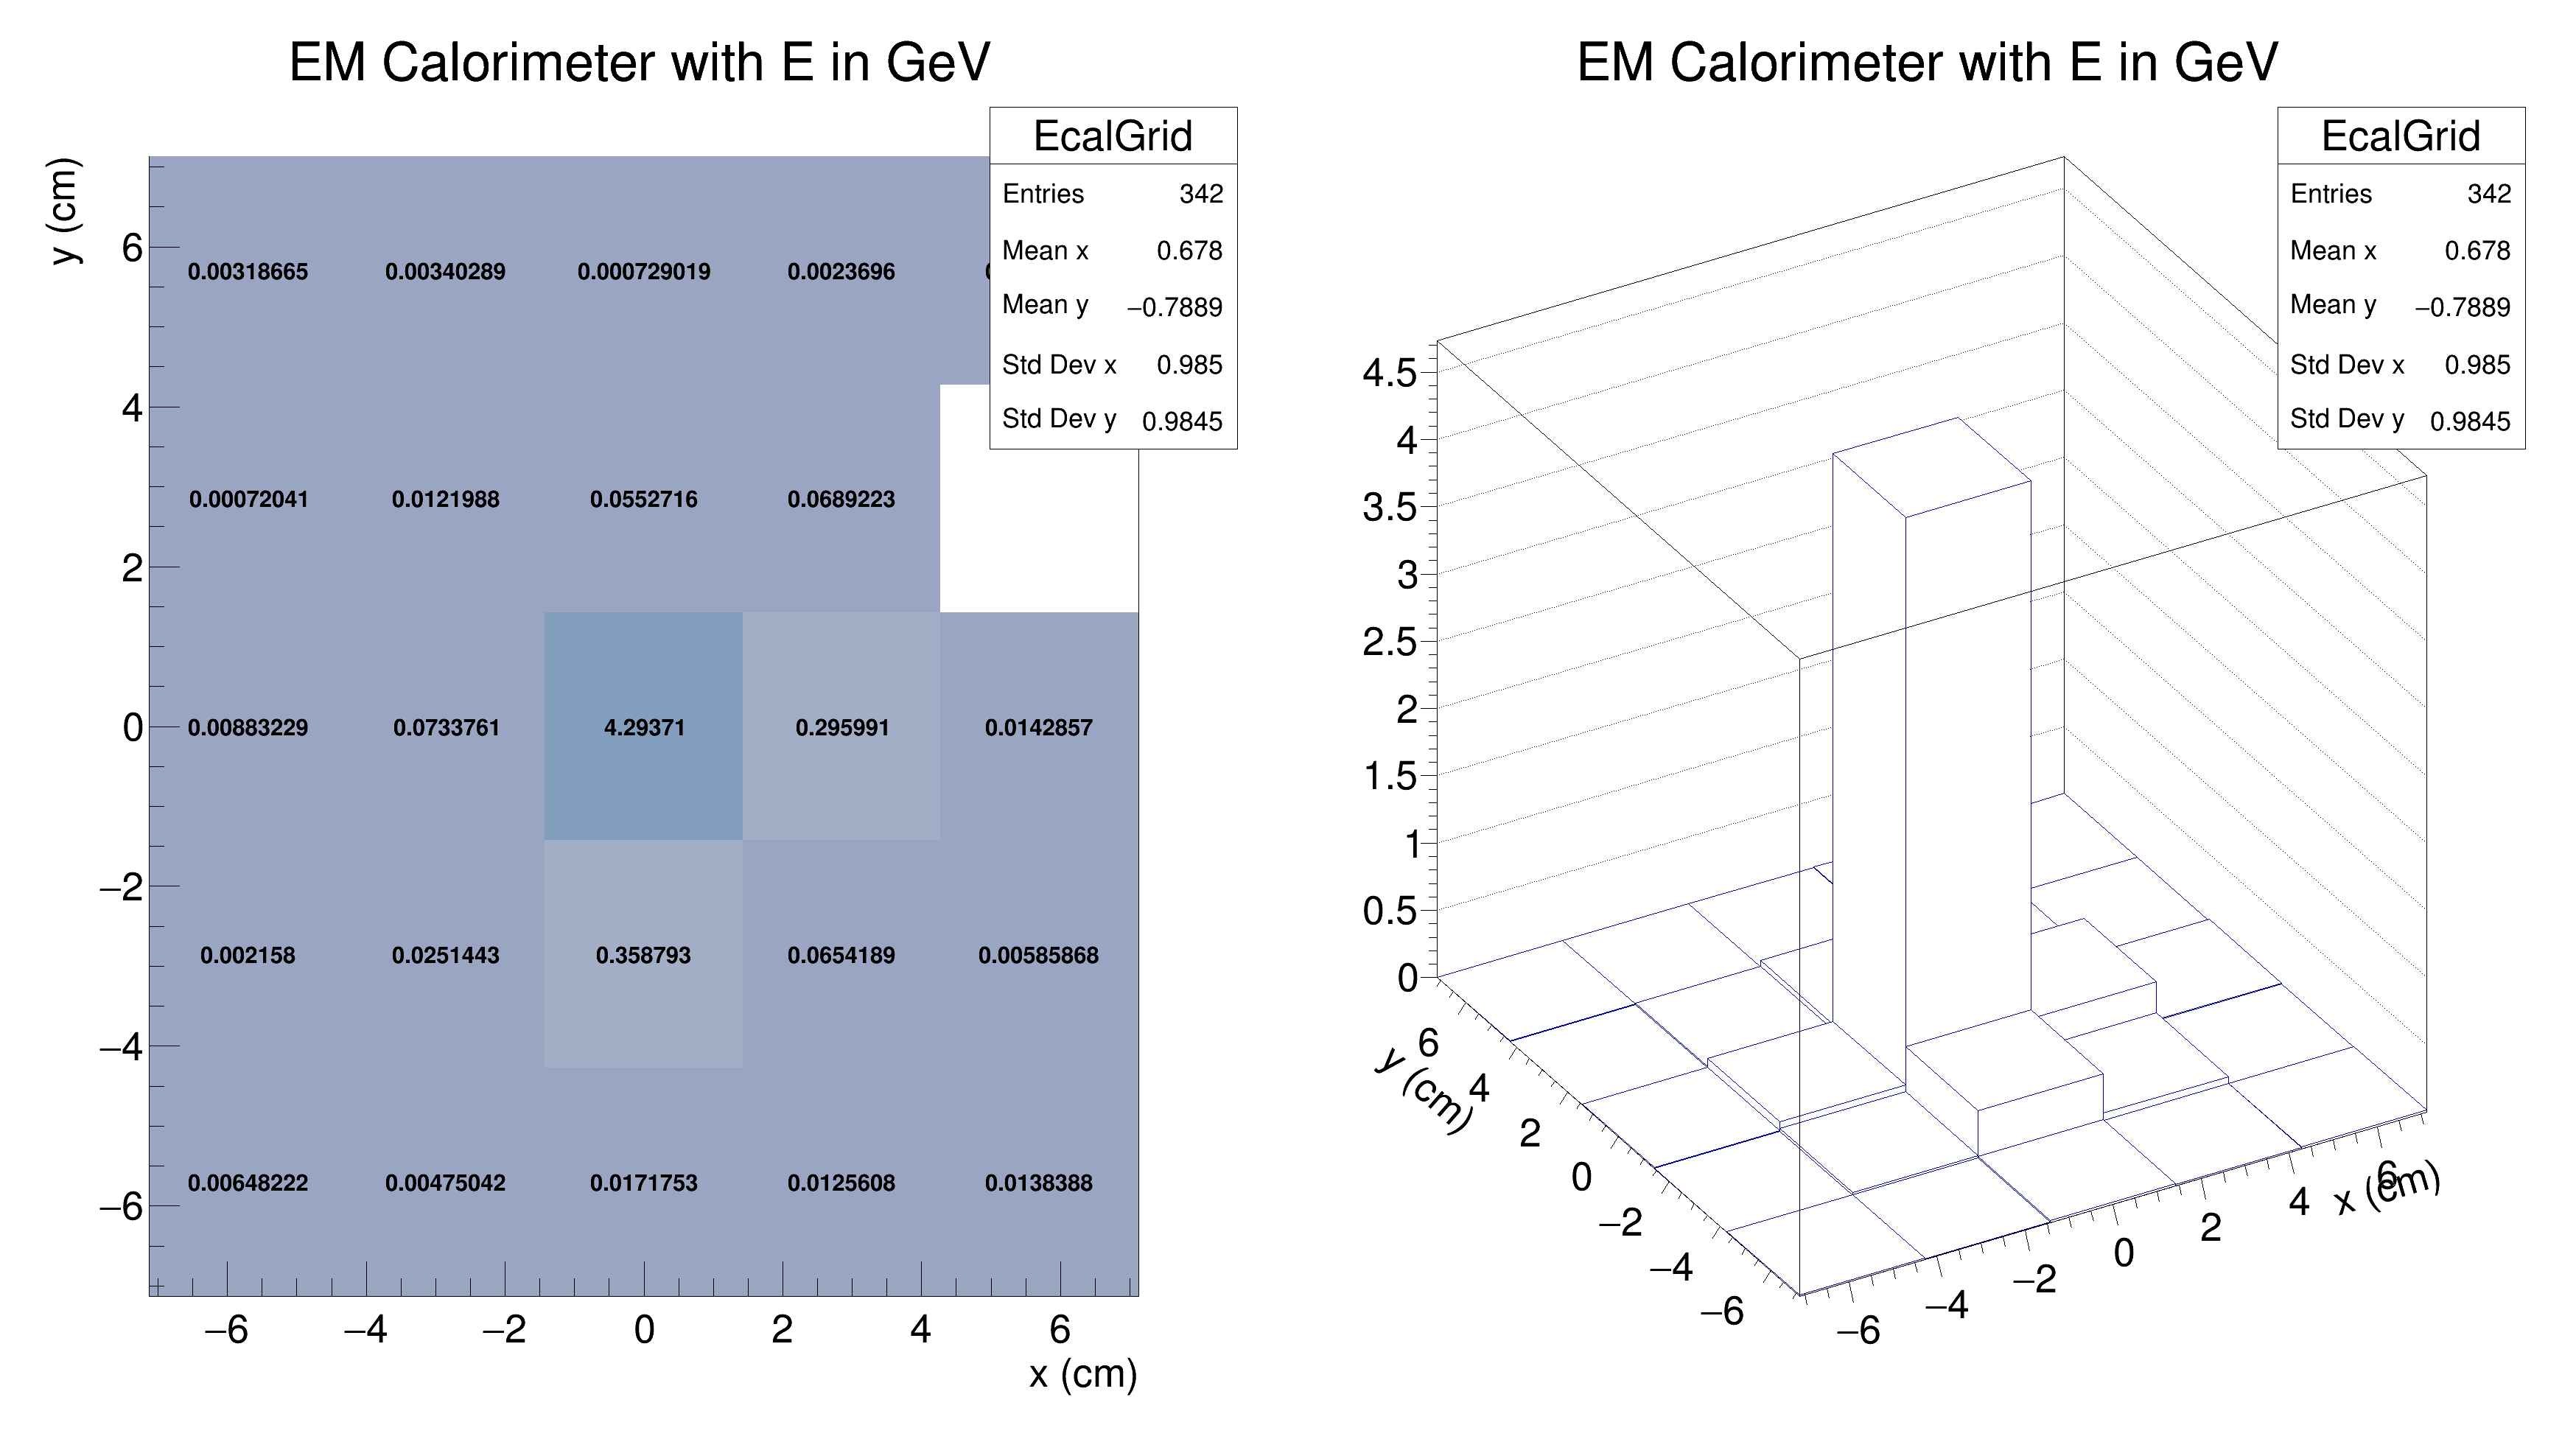 EM Calorimeter with E in GeV
EcalGrid
Entries 342
Mean x 0.678
Mean y −0.7889
Std Dev x 0.985
Std Dev y 0.9845
y (cm)
6
4
2
0
−2
−4
−6
0.00318665 0.00340289 0.000729019 0.0023696
0.00072041 0.0121988 0.0552716 0.0689223
0.00883229 0.0733761 4.29371 0.295991 0.0142857
0.002158 0.0251443 0.358793 0.0654189 0.00585868
0.00648222 0.00475042 0.0171753 0.0125608 0.0138388
−6 −4 −2 0 2 4 6
x (cm)
EM Calorimeter with E in GeV
EcalGrid
Entries 342
Mean x 0.678
Mean y −0.7889
Std Dev x 0.985
Std Dev y 0.9845
4.5
4
3.5
3
2.5
2
1.5
1
0.5
0
y (cm)
6
4
2
0
−2
−4
−6
−6
−4
−2
0
2
4
6
x (cm)